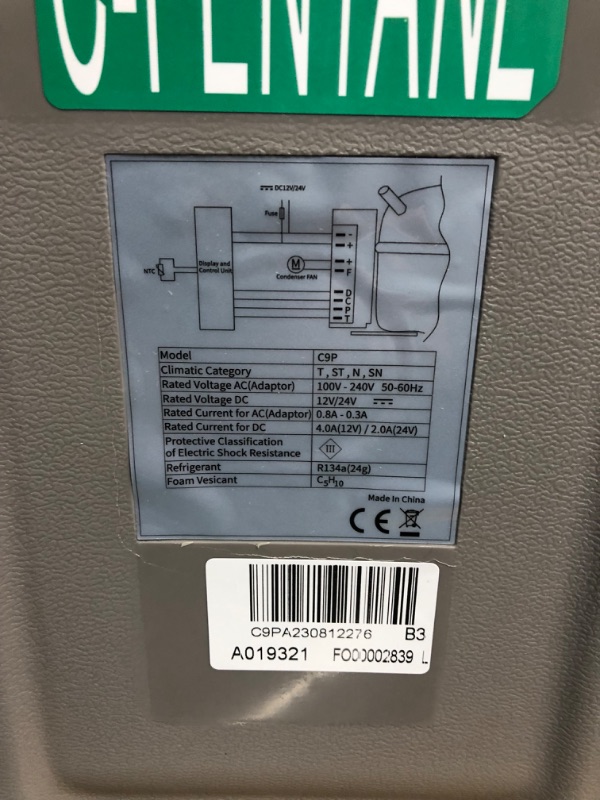 C-PENTANE
DC12V/24V
Fuse
-
+
NTC
Display and
Control Unit
M
Condenser FAN
+
F
D
C
P
T
Model C9P
Climatic Category T , ST , N , SN
Rated Voltage AC(Adaptor) 100V - 240V 50-60Hz
Rated Voltage DC 12V/24V
Rated Current for AC(Adaptor) 0.8A - 0.3A
Rated Current for DC 4.0A(12V) / 2.0A(24V)
Protective Classification
of Electric Shock Resistance III
Refrigerant R134a(24g)
Foam Vesicant C₅H₁₀
Made in China
CE
C9PA230812276 B3
A019321 FO00002839 L